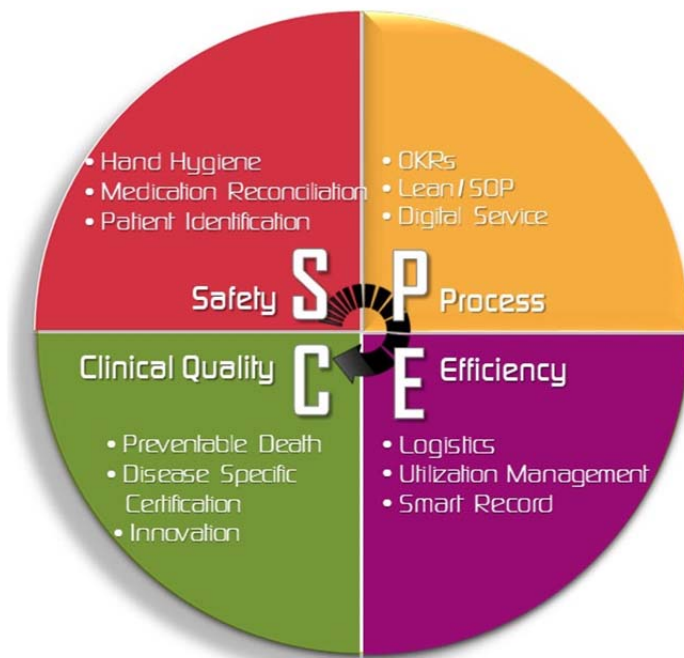 • Hand Hygiene
• Medication Reconciliation
• Patient Identification
Safety S
• OKRs
• Lean/SOP
• Digital Service
P Process
Clinical Quality C
• Preventable Death
• Disease Specific
Certification
• Innovation
E Efficiency
• Logistics
• Utilization Management
• Smart Record